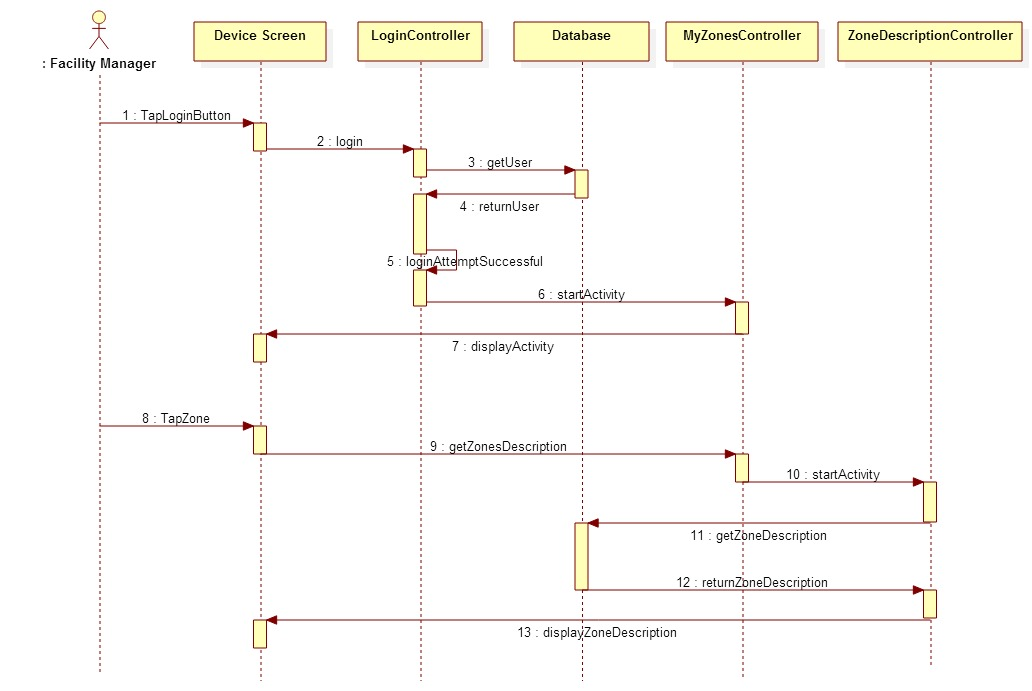 : Facility Manager
Device Screen
LoginController
Database
MyZonesController
ZoneDescriptionController
1 : TapLoginButton
2 : login
3 : getUser
4 : returnUser
5 : loginAttemptSuccessful
6 : startActivity
7 : displayActivity
8 : TapZone
9 : getZonesDescription
10 : startActivity
11 : getZoneDescription
12 : returnZoneDescription
13 : displayZoneDescription